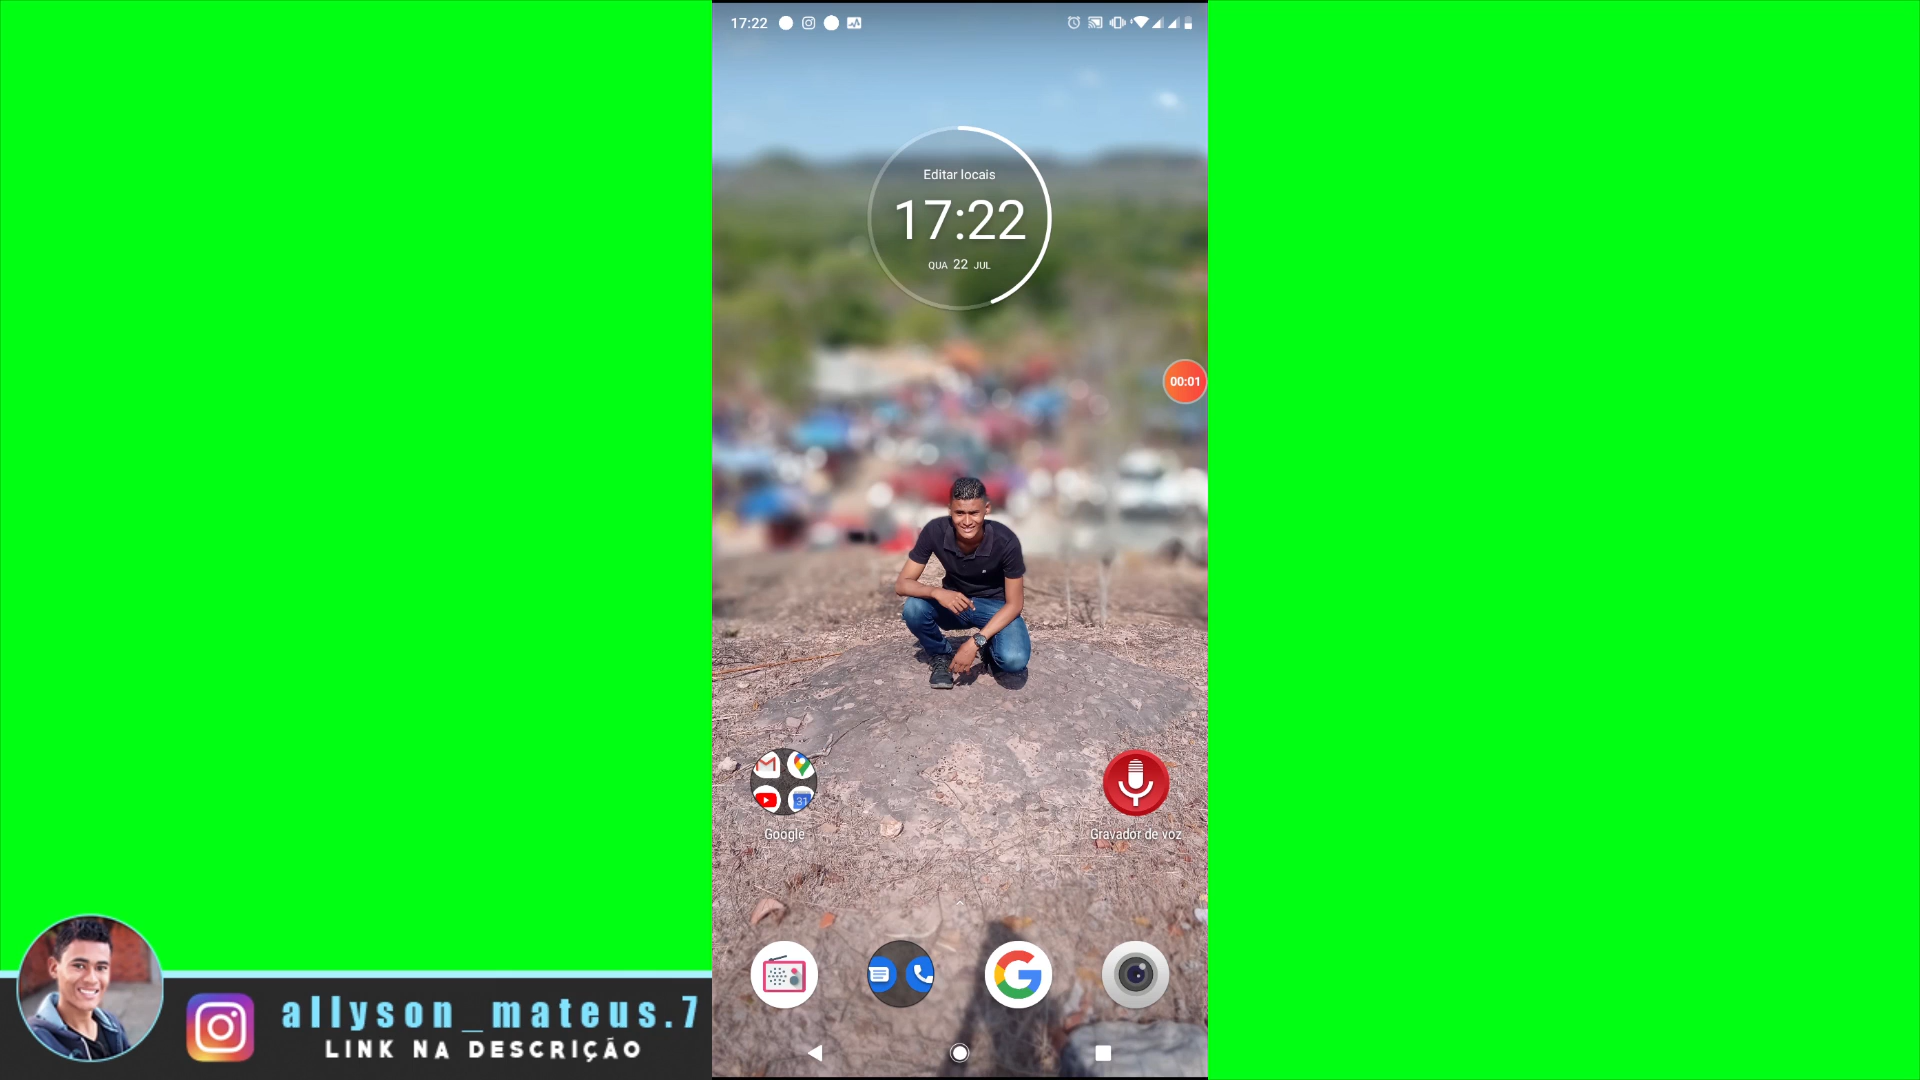 17:22
Editar locais
17:22
QUA 22 JUL
00:01
31
Google
Gravador de voz
allyson_mateus.7
LINK NA DESCRIÇÃO